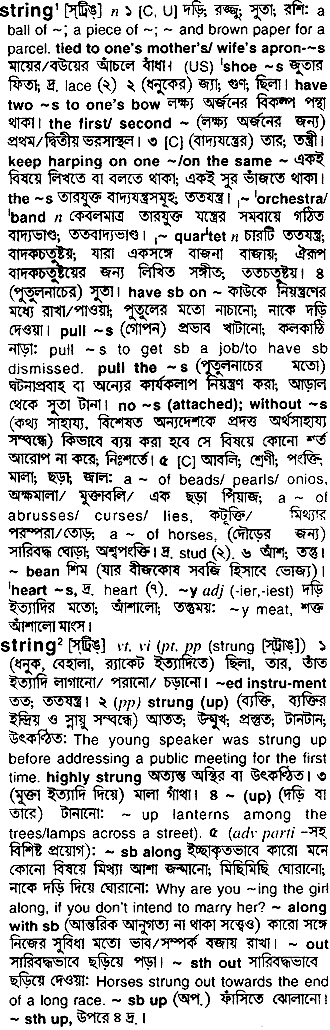 string¹ [স্ট্রিঙ] n ১ [C, U] দড়ি; রজ্জু; সুতা; রশি: a
ball of ~; a piece of ~; ~ and brown paper for a
parcel. tied to one's mother's/ wife's apron-~s
মায়ের/বউয়ের আঁচলে বাঁধা। (US) ˈshoe ~s জুতার
ফিতা; দ্র. lace (২) ২ (ধনুকের) জ্যা; গুণ; ছিলা। have
two ~s to one's bow লক্ষ্য অর্জনের বিকল্প পন্থা
থাকা। the first/ second ~ (লক্ষ্য অর্জনের জন্য)
প্রথম/দ্বিতীয় ভরসাস্থল। ৩ [C] (বাদ্যযন্ত্রের) তার; তন্ত্রী।
keep harping on one ~/on the same ~ একই
বিষয়ে লিখতে বা বলতে থাকা; একই সুর ভাঁজতে থাকা।
the ~s তারযুক্ত বাদ্যযন্ত্রসমূহ; ততযন্ত্র। ˌ~ ˈorchestra/
ˈband n কেবলমাত্র তারযুক্ত যন্ত্রের সমবায়ে গঠিত
বাদ্যভাণ্ড; ততবাদ্যভাণ্ড। ˌ~ quarˈtet n চারটি ততযন্ত্র;
বাদকচতুষ্টয়; যারা একসঙ্গে বাজনা বাজায়; ঐরূপ
বাদকচতুষ্টয়ের জন্য লিখিত সঙ্গীত; ততচতুষ্টয়। ৪
(পুতুলনাচের) সুতা। have sb on ~ কাউকে নিয়ন্ত্রণের
মধ্যে রাখা/পাওয়া; পুতুলের মতো নাচানো; নাকে দড়ি
দেওয়া। pull ~s (গোপন) প্রভাব খাটানো; কলকাঠি
নাড়া: pull ~s to get sb a job/to have sb
dismissed. pull the ~s (পুতুলনাচের মতো)
ঘটনাপ্রবাহ বা অন্যের কার্যকলাপ নিয়ন্ত্রণ করা; আড়াল
থেকে সুতা টানা। no ~s (attached); without ~s
(কথ্য সাহায্য, বিশেষত অন্যদেশকে প্রদত্ত অর্থসাহায্য
সম্বন্ধে) কিভাবে ব্যয় করা হবে সে বিষয়ে কোনো শর্ত
আরোপ না করে; নিঃশর্তে। ৫ [C] আবলি, শ্রেণী; পংক্তি,
মালা; ছড়া; জাল: a ~ of beads/ pearls/ onios,
অক্ষমালা/ মুক্তাবলি/ এক ছড়া পিঁয়াজ; a ~ of
abrusses/ curses/ lies, কটূক্তি/ মিথ্যার
পরম্পরা/তোড়; a ~ of horses, (দৌড়ের জন্য)
সারিবদ্ধ ঘোড়া; অশ্বপংক্তি। দ্র. stud (২). ৬ আঁশ; তন্তু।
~ bean শিম (যার বীজকোষ সবজি হিসাবে ভোজ্য)।
ˈheart ~s, দ্র. heart (৭). ~y adj (-ier,-iest) দড়ি
ইত্যাদির মতো; আঁশালো; তন্তুময়: ~y meat, শক্ত
আঁশালো মাংস।
string² [স্ট্রিঙ] vt, vi (pt, pp (strung [স্ট্রাঙ]) ১
(ধনুক, বেহালা, র‍্যাকেট ইত্যাদিতে) ছিলা, তার, তাঁত
ইত্যাদি লাগানো/ পরানো/ চড়ানো। ~ed instru-ment
তত; ততযন্ত্র। ২ (pp) strung (up) (ব্যক্তি, ব্যক্তির
ইন্দ্রিয় ও স্নায়ু সম্বন্ধে) আতত; উন্মুখ; প্রস্তুত; টানটান;
উৎকণ্ঠিত: The young speaker was strung up
before addressing a public meeting for the first
time. highly strung অত্যন্ত অস্থির বা উৎকণ্ঠিত। ৩
(মুক্তা ইত্যাদি দিয়ে) মালা গাঁথা। ৪ ~ (up) (দড়ি বা
তারে) টানানো: ~ up lanterns among the
trees/lamps across a street). ৫ (adv parti -সহ
বিশিষ্ট প্রয়োগ): ~ sb along ইচ্ছাকৃতভাবে কারো মনে
কোনো বিষয়ে মিথ্যা আশা জন্মানো; মিছিমিছি ঘোরানো;
নাকে দড়ি দিয়ে ঘোরানো: Why are you ~ing the girl
along, if you don't intend to marry her? ~ along
with sb (আন্তরিক আনুগত্য না থাকা সত্ত্বেও) কারো সঙ্গে
নিজের সুবিধা মতো ভাব/সম্পর্ক বজায় রাখা। ~ out
সারিবদ্ধভাবে ছড়িয়ে পড়া। ~ sth out সারিবদ্ধভাবে
ছড়িয়ে দেওয়া: Horses strung out towards the end
of a long race. ~ sb up (অপ.) ফাঁসিতে ঝোলানো।
~ sth up, উপরে ৪ দ্র.।